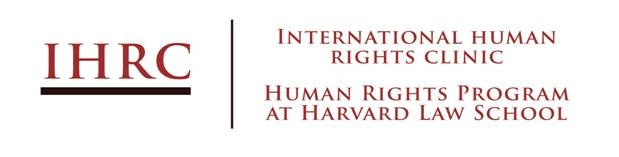 IHRC
INTERNATIONAL HUMAN
RIGHTS CLINIC
HUMAN RIGHTS PROGRAM
AT HARVARD LAW SCHOOL